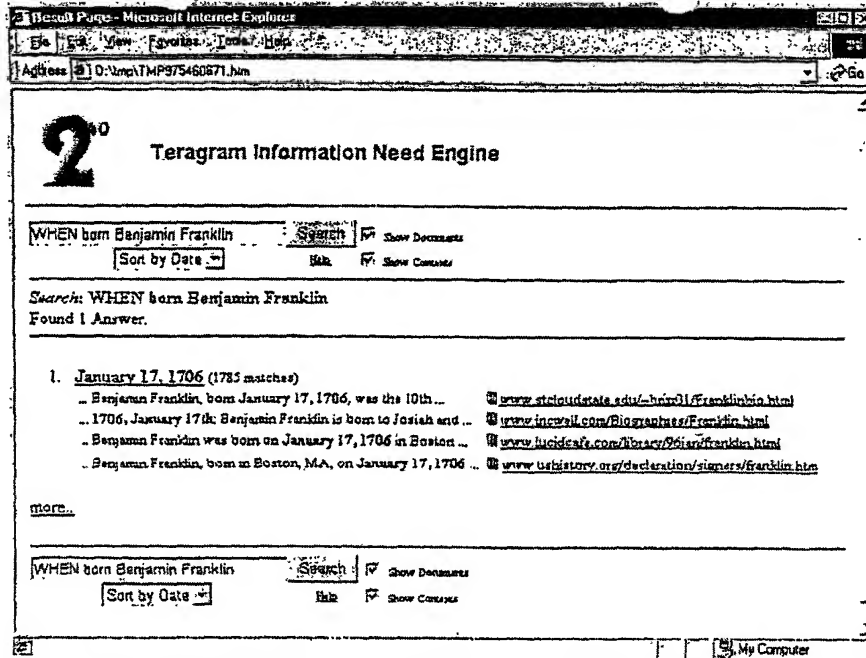 Result Page - Microsoft Internet Explorer
File Edit View Favorites Tools Help
Address D:\tmp\TMP975460871.htm Go
2
40
Teragram Information Need Engine
WHEN born Benjamin Franklin Search Show Documents
Sort by Date Help Show Contexts
Search: WHEN born Benjamin Franklin
Found 1 Answer.
1. January 17, 1706 (1785 matches)
... Benjamin Franklin, born January 17, 1706, was the 10th ... www.stcloudstate.edu/~hnin01/Franklinbio.html
... 1706, January 17th: Benjamin Franklin is born to Josiah and ... www.incwell.com/Biographies/Franklin.html
... Benjamin Franklin was born on January 17, 1706 in Boston ... www.lucidcafe.com/library/96jan/franklin.html
... Benjamin Franklin, born in Boston, MA, on January 17, 1706 ... www.ushistory.org/declaration/signers/franklin.htm
more..
WHEN born Benjamin Franklin Search Show Documents
Sort by Date Help Show Contexts
My Computer